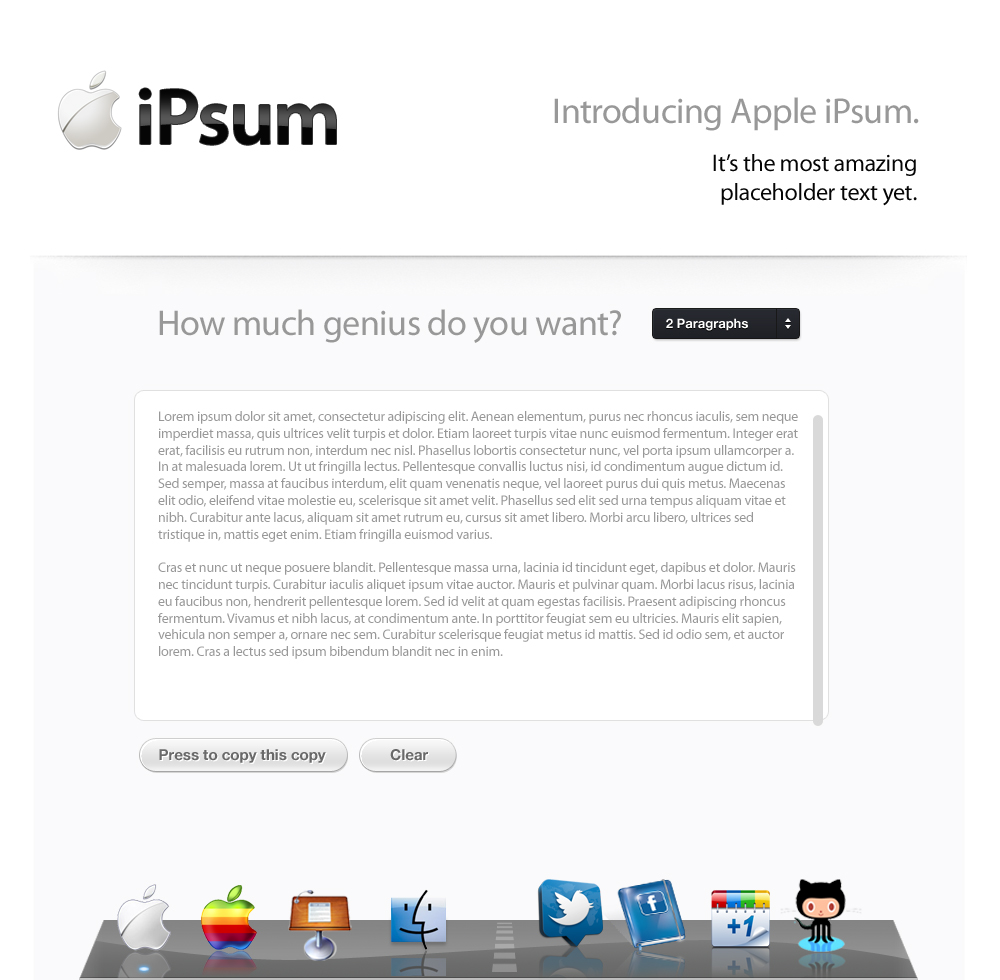 iPsum
Introducing Apple iPsum.
It's the most amazing
placeholder text yet.
How much genius do you want?
2 Paragraphs
Lorem ipsum dolor sit amet, consectetur adipiscing elit. Aenean elementum, purus nec rhoncus iaculis, sem neque
imperdiet massa, quis ultrices velit turpis et dolor. Etiam laoreet turpis vitae nunc euismod fermentum. Integer erat
erat, facilisis eu rutrum non, interdum nec nisl. Phasellus lobortis consectetur nunc, vel porta ipsum ullamcorper a.
In at malesuada lorem. Ut ut fringilla lectus. Pellentesque convallis luctus nisi, id condimentum augue dictum id.
Sed semper, massa at faucibus interdum, elit quam venenatis neque, vel laoreet purus dui quis metus. Maecenas
elit odio, eleifend vitae molestie eu, scelerisque sit amet velit. Phasellus sed elit sed urna tempus aliquam vitae et
nibh. Curabitur ante lacus, aliquam sit amet rutrum eu, cursus sit amet libero. Morbi arcu libero, ultrices sed
tristique in, mattis eget enim. Etiam fringilla euismod varius.
Cras et nunc ut neque posuere blandit. Pellentesque massa urna, lacinia id tincidunt eget, dapibus et dolor. Mauris
nec tincidunt turpis. Curabitur iaculis aliquet ipsum vitae auctor. Mauris et pulvinar quam. Morbi lacus risus, lacinia
eu faucibus non, hendrerit pellentesque lorem. Sed id velit at quam egestas facilisis. Praesent adipiscing rhoncus
fermentum. Vivamus et nibh lacus, at condimentum ante. In porttitor feugiat sem eu ultricies. Mauris elit sapien,
vehicula non semper a, ornare nec sem. Curabitur scelerisque feugiat metus id mattis. Sed id odio sem, et auctor
lorem. Cras a lectus sed ipsum bibendum blandit nec in enim.
Press to copy this copy
Clear
f
+1